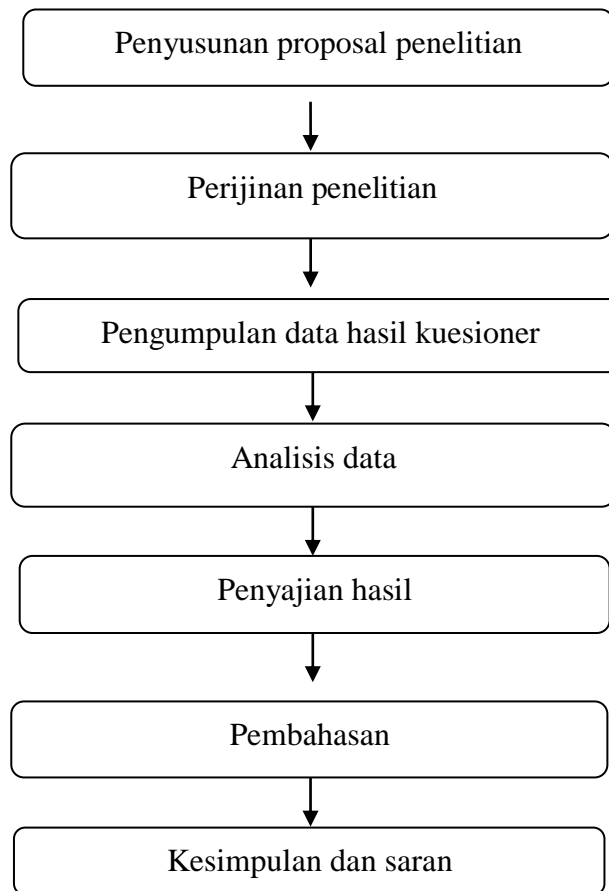 Penyusunan proposal penelitian
Perijinan penelitian
Pengumpulan data hasil kuesioner
Analisis data
Penyajian hasil
Pembahasan
Kesimpulan dan saran